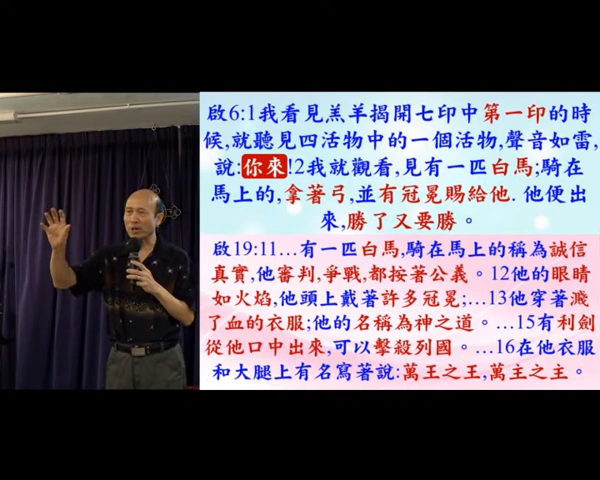 啟6:1我看見羔羊揭開七印中第一印的時
候,就聽見四活物中的一個活物,聲音如雷,
說:你來!2我就觀看,見有一匹白馬;騎在
馬上的,拿著弓,並有冠冕賜給他. 他便出
來,勝了又要勝。
啟19:11…有一匹白馬,騎在馬上的稱為誠信
真實,他審判,爭戰,都按著公義。12他的眼睛
如火焰,他頭上戴著許多冠冕;…13他穿著濺
了血的衣服;他的名稱為神之道。…15有利劍
從他口中出來,可以擊殺列國。…16在他衣服
和大腿上有名寫著說:萬王之王,萬主之主。